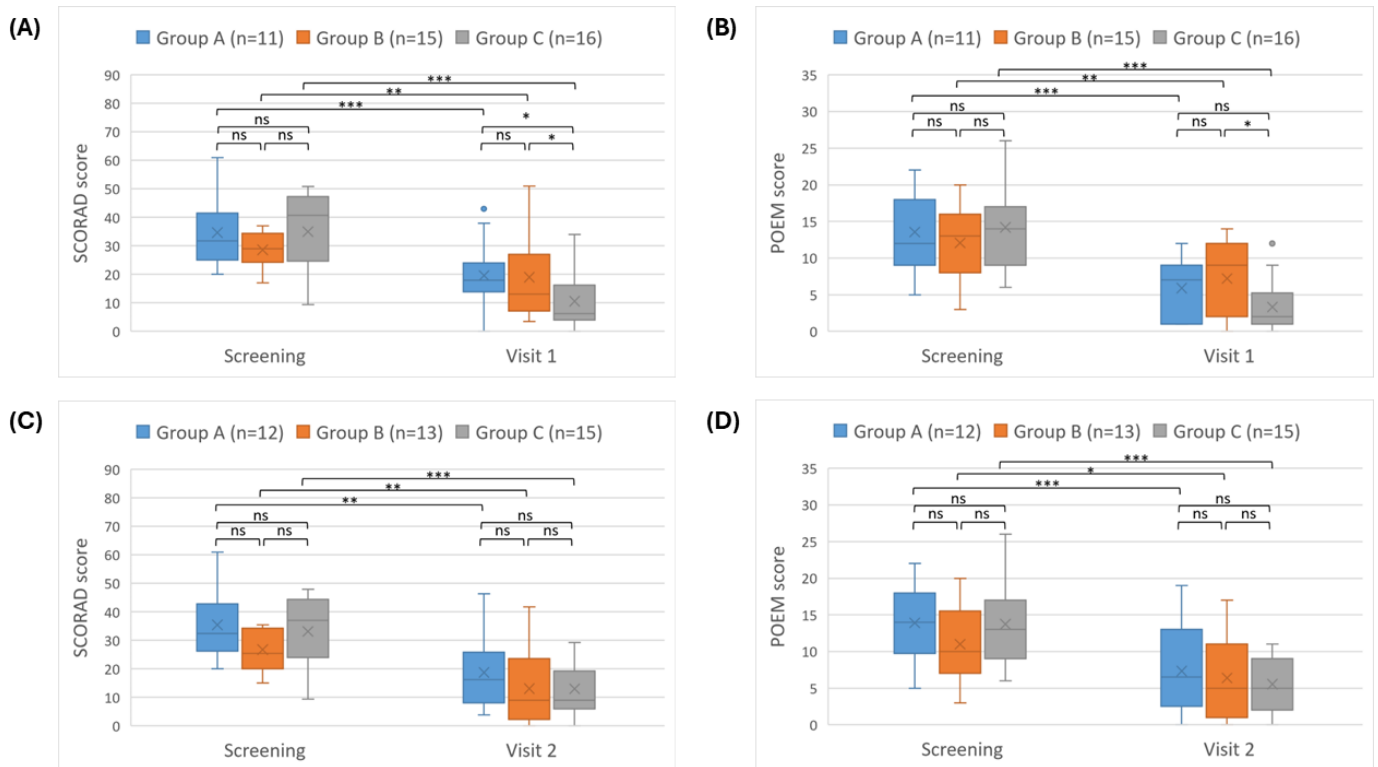 (A)
Group A (n=11) Group B (n=15) Group C (n=16)
SCORAD score
90
80
70
60
50
40
30
20
10
0
***
**
***
ns
ns ns
*
ns *
Screening Visit 1
(B)
Group A (n=11) Group B (n=15) Group C (n=16)
POEM score
35
30
25
20
15
10
5
0
***
**
***
ns
ns ns
ns
ns *
Screening Visit 1
(C)
Group A (n=12) Group B (n=13) Group C (n=15)
SCORAD score
90
80
70
60
50
40
30
20
10
0
***
**
**
ns
ns ns
ns
ns ns
Screening Visit 2
(D)
Group A (n=12) Group B (n=13) Group C (n=15)
POEM score
35
30
25
20
15
10
5
0
***
*
***
ns
ns ns
ns
ns ns
Screening Visit 2